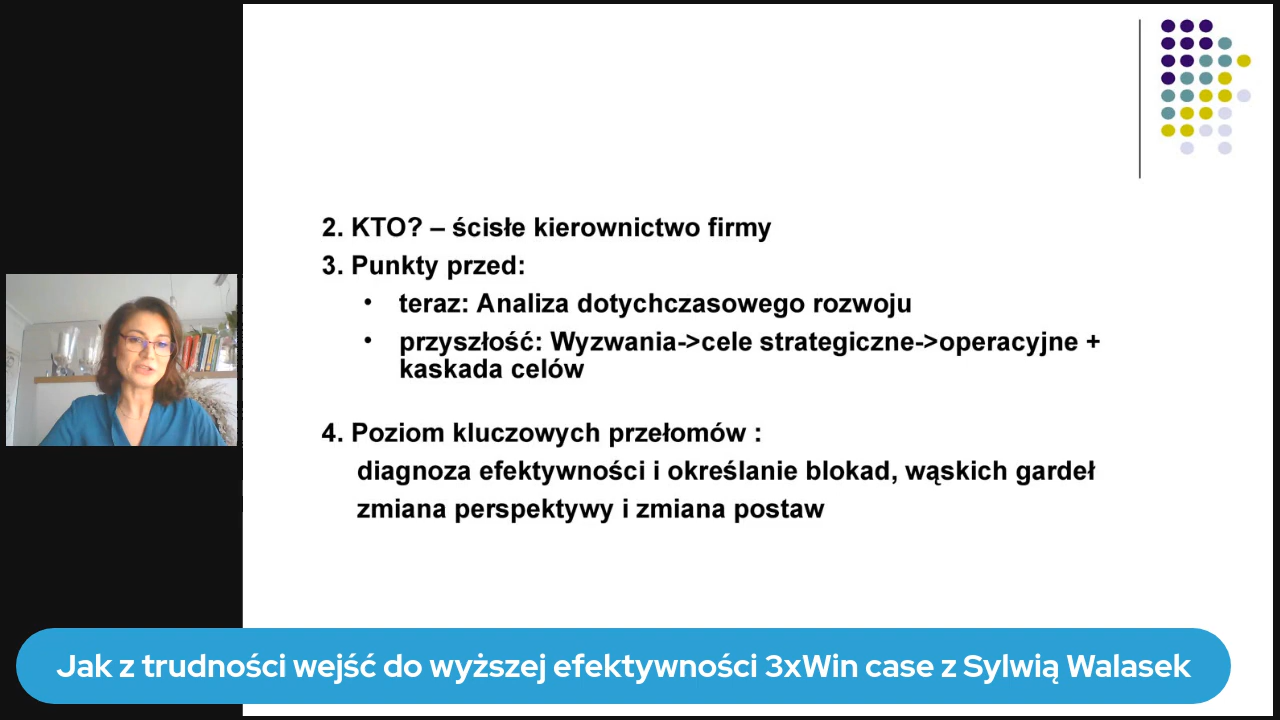 2. KTO? – ścisłe kierownictwo firmy
3. Punkty przed:
• teraz: Analiza dotychczasowego rozwoju
• przyszłość: Wyzwania->cele strategiczne->operacyjne +
kaskada celów
4. Poziom kluczowych przełomów :
diagnoza efektywności i określanie blokad, wąskich gardeł
zmiana perspektywy i zmiana postaw
Jak z trudności wejść do wyższej efektywności 3xWin case z Sylwią Walasek